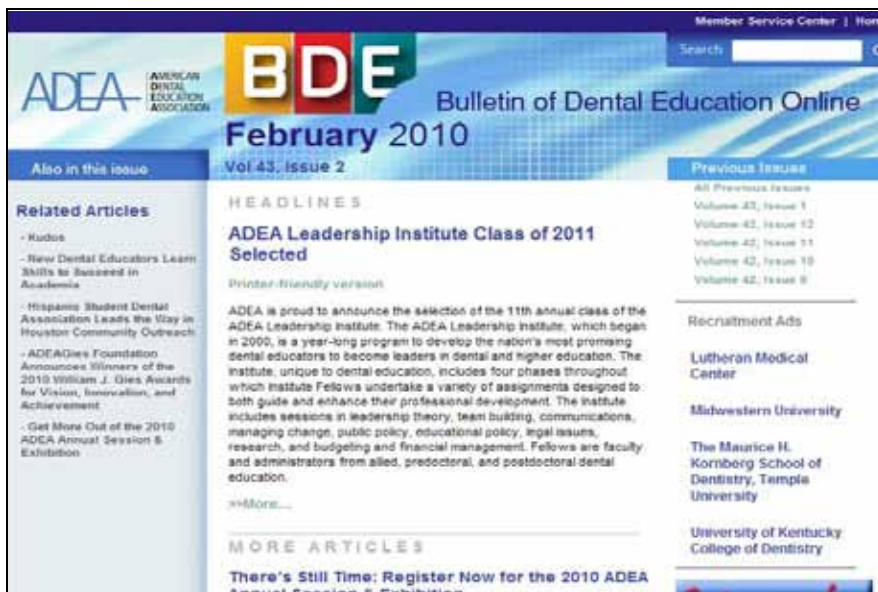 Member Service Center | Hom
Search
ADEA AMERICAN
DENTAL
EDUCATION
ASSOCIATION
BDE
Bulletin of Dental Education Online
February 2010
Vol 43, Issue 2
Also in this issue
Related Articles
- Kudos
- New Dental Educators Learn
Skills to Succeed in
Academia
- Hispanic Student Dental
Association Leads the Way in
Houston Community Outreach
- ADEAGies Foundation
Announces Winners of the
2010 William J. Gies Awards
for Vision, Innovation, and
Achievement
- Get More Out of the 2010
ADEA Annual Session &
Exhibition
HEADLINES
ADEA Leadership Institute Class of 2011
Selected
Printer-friendly version
ADEA is proud to announce the selection of the 11th annual class of the
ADEA Leadership Institute. The ADEA Leadership Institute, which began
in 2000, is a year-long program to develop the nation's most promising
dental educators to become leaders in dental and higher education. The
Institute, unique to dental education, includes four phases throughout
which Institute Fellows undertake a variety of assignments designed to
both guide and enhance their professional development. The Institute
includes sessions in leadership theory, team building, communications,
managing change, public policy, educational policy, legal issues,
research, and budgeting and financial management. Fellows are faculty
and administrators from allied, predoctoral, and postdoctoral dental
education.
>>More...
MORE ARTICLES
There's Still Time: Register Now for the 2010 ADEA
Annual Session & Exhibition
Previous Issues
All Previous Issues
Volume 43, Issue 1
Volume 42, Issue 12
Volume 42, Issue 11
Volume 42, Issue 10
Volume 42, Issue 9
Recruitment Ads
Lutheran Medical
Center
Midwestern University
The Maurice H.
Kornberg School of
Dentistry, Temple
University
University of Kentucky
College of Dentistry